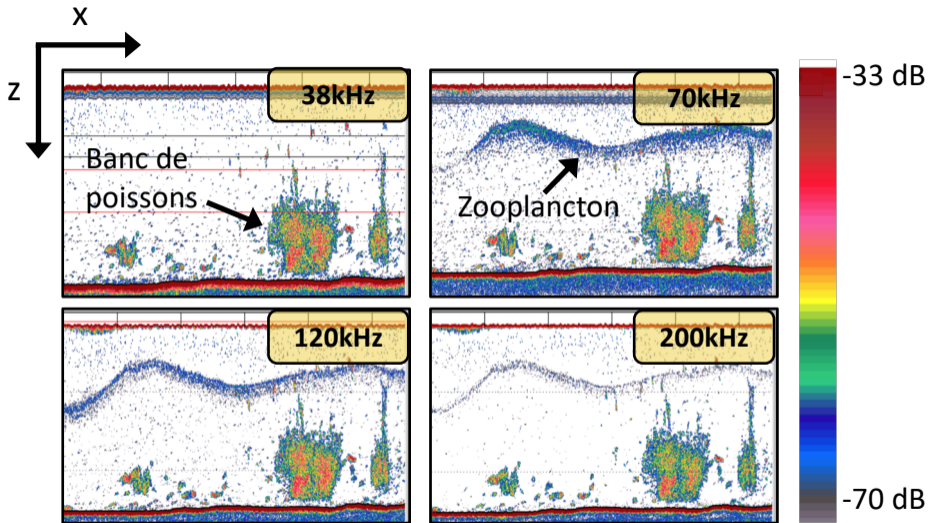 X
Z
38kHz
70kHz
-33 dB
Banc de
poissons
Zooplancton
120kHz
200kHz
-70 dB